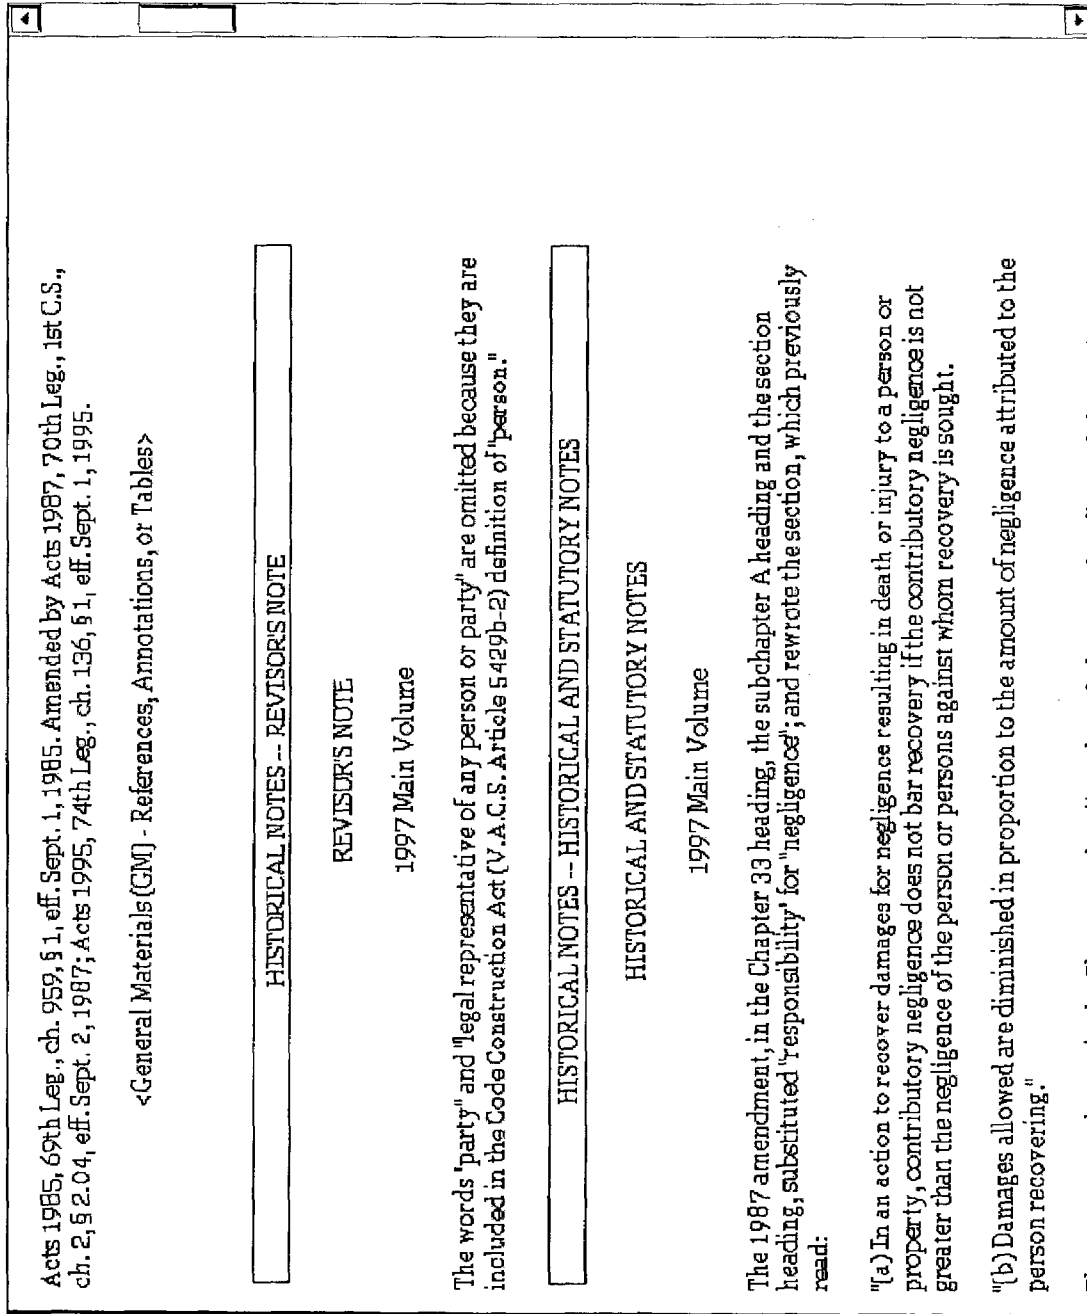 Acts 1985, 69th Leg., ch. 959, § 1, eff. Sept. 1, 1985. Amended by Acts 1987, 70th Leg., 1st C.S.,
ch. 2, § 2.04, eff. Sept. 2, 1987; Acts 1995, 74th Leg., ch. 136, § 1, eff. Sept. 1, 1995.
<General Materials (GM) - References, Annotations, or Tables>
HISTORICAL NOTES -- REVISOR'S NOTE
REVISOR'S NOTE
1997 Main Volume
The words "party" and "legal representative of any person or party" are omitted because they are
included in the Code Construction Act (V.A.C.S. Article 5429b-2) definition of "person."
HISTORICAL NOTES -- HISTORICAL AND STATUTORY NOTES
HISTORICAL AND STATUTORY NOTES
1997 Main Volume
The 1987 amendment, in the Chapter 33 heading, the subchapter A heading and the section
heading, substituted "responsibility" for "negligence"; and rewrote the section, which previously
read:
"(a) In an action to recover damages for negligence resulting in death or injury to a person or
property, contributory negligence does not bar recovery if the contributory negligence is not
greater than the negligence of the person or persons against whom recovery is sought.
"(b) Damages allowed are diminished in proportion to the amount of negligence attributed to the
person recovering."